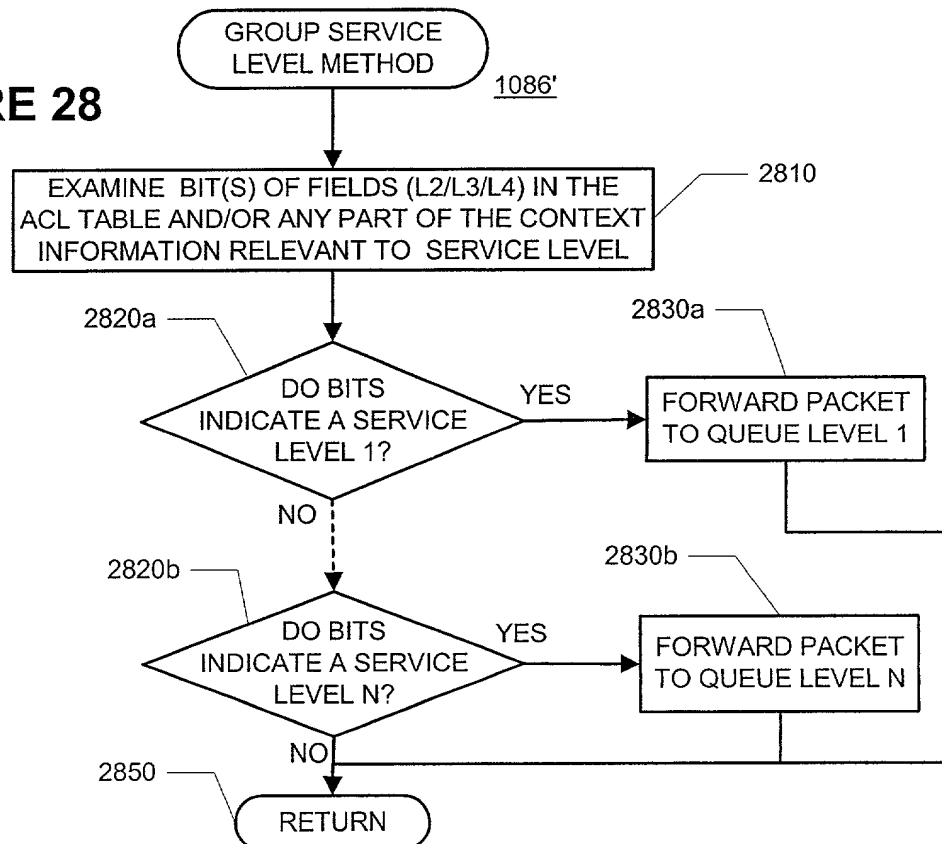 GROUP SERVICE
LEVEL METHOD
1086'
RE 28
EXAMINE BIT(S) OF FIELDS (L2/L3/L4) IN THE
ACL TABLE AND/OR ANY PART OF THE CONTEXT
INFORMATION RELEVANT TO SERVICE LEVEL
2810
2820a
DO BITS
INDICATE A SERVICE
LEVEL 1?
YES
NO
2830a
FORWARD PACKET
TO QUEUE LEVEL 1
2820b
DO BITS
INDICATE A SERVICE
LEVEL N?
YES
NO
2830b
FORWARD PACKET
TO QUEUE LEVEL N
2850
RETURN